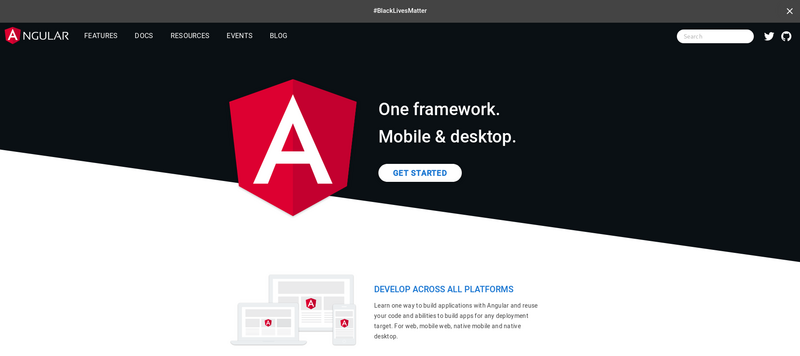 #BlackLivesMatter
ANGULAR FEATURES DOCS RESOURCES EVENTS BLOG Search
One framework.
Mobile & desktop.
GET STARTED
DEVELOP ACROSS ALL PLATFORMS
Learn one way to build applications with Angular and reuse
your code and abilities to build apps for any deployment
target. For web, mobile web, native mobile and native
desktop.